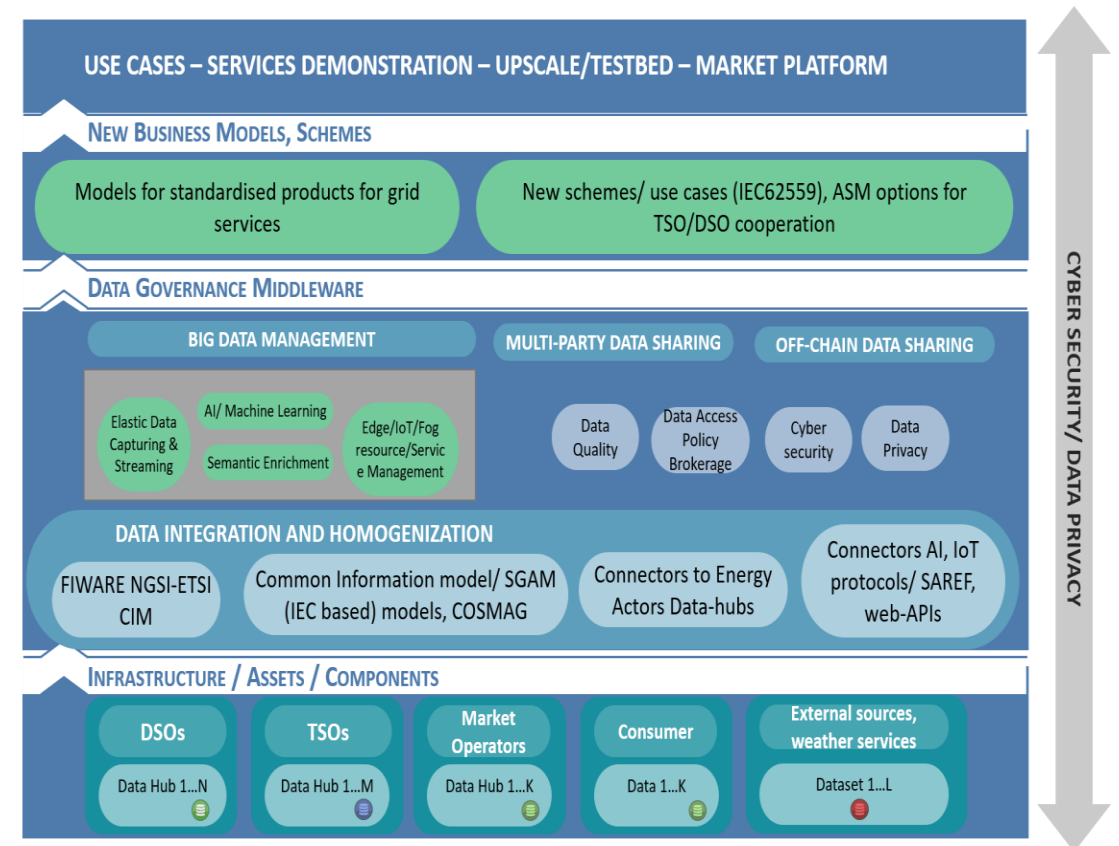 USE CASES – SERVICES DEMONSTRATION – UPSCALE/TESTBED – MARKET PLATFORM
NEW BUSINESS MODELS, SCHEMES
Models for standardised products for grid
services
New schemes/ use cases (IEC62559), ASM options for
TSO/DSO cooperation
DATA GOVERNANCE MIDDLEWARE
BIG DATA MANAGEMENT
MULTI-PARTY DATA SHARING
OFF-CHAIN DATA SHARING
Elastic Data
Capturing &
Streaming
AI/ Machine Learning
Semantic Enrichment
Edge/IoT/Fog
resource/Servic
e Management
Data
Quality
Data Access
Policy
Brokerage
Cyber
security
Data
Privacy
DATA INTEGRATION AND HOMOGENIZATION
FIWARE NGSI-ETSI
CIM
Common Information model/ SGAM
(IEC based) models, COSMAG
Connectors to Energy
Actors Data-hubs
Connectors AI, IoT
protocols/ SAREF,
web-APIs
INFRASTRUCTURE / ASSETS / COMPONENTS
DSOs
Data Hub 1...N
TSOs
Data Hub 1...M
Market
Operators
Data Hub 1...K
Consumer
Data 1...K
External sources,
weather services
Dataset 1...L
CYBER SECURITY/ DATA PRIVACY